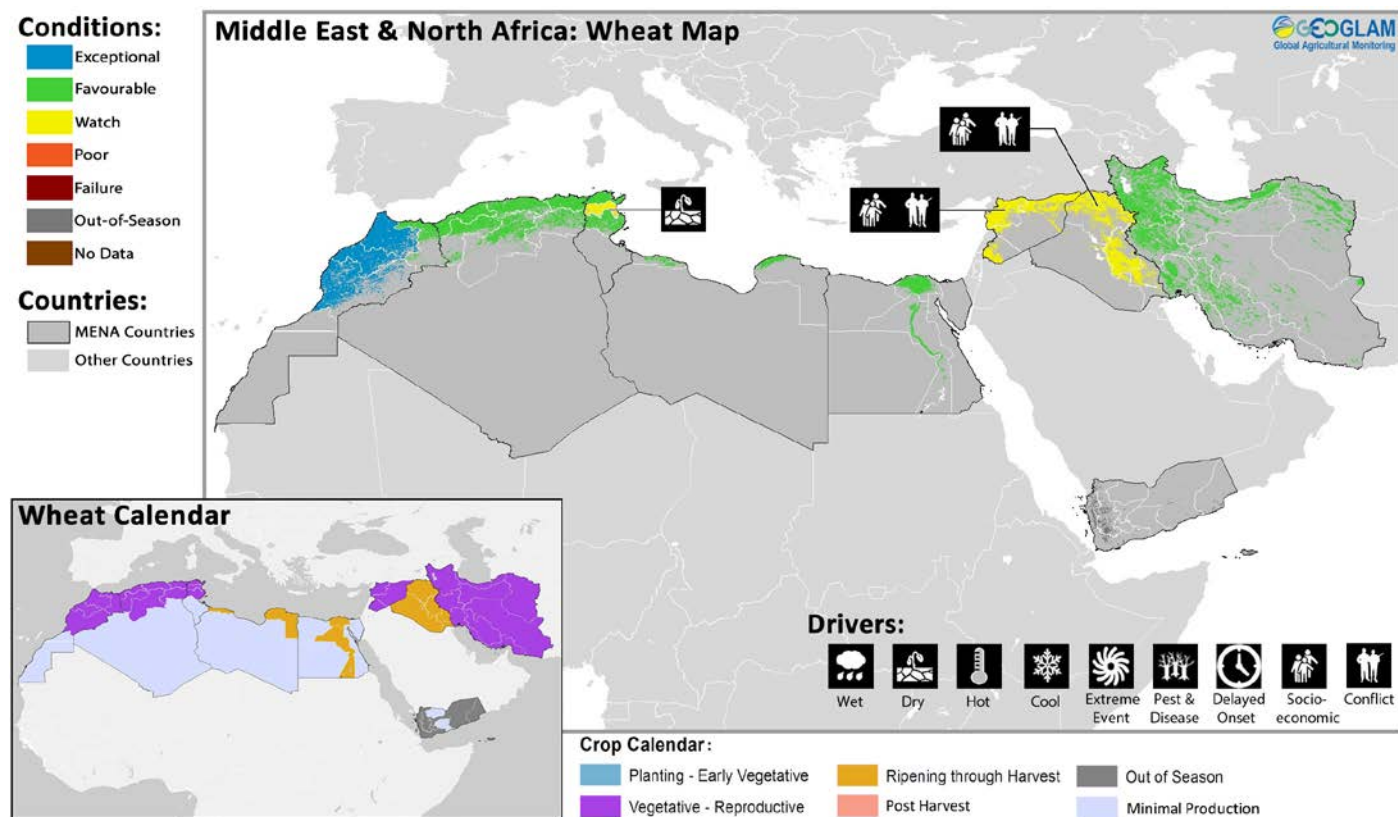 Conditions:
Exceptional
Favourable
Watch
Poor
Failure
Out-of-Season
No Data
Countries:
MENA Countries
Other Countries
Middle East & North Africa: Wheat Map
GEOGLAM
Global Agricultural Monitoring
Wheat Calendar
Drivers:
Wet
Dry
Hot
Cool
Extreme
Event
Pest &
Disease
Delayed
Onset
Socio-
economic
Conflict
Crop Calendar:
Planting - Early Vegetative
Ripening through Harvest
Out of Season
Vegetative - Reproductive
Post Harvest
Minimal Production